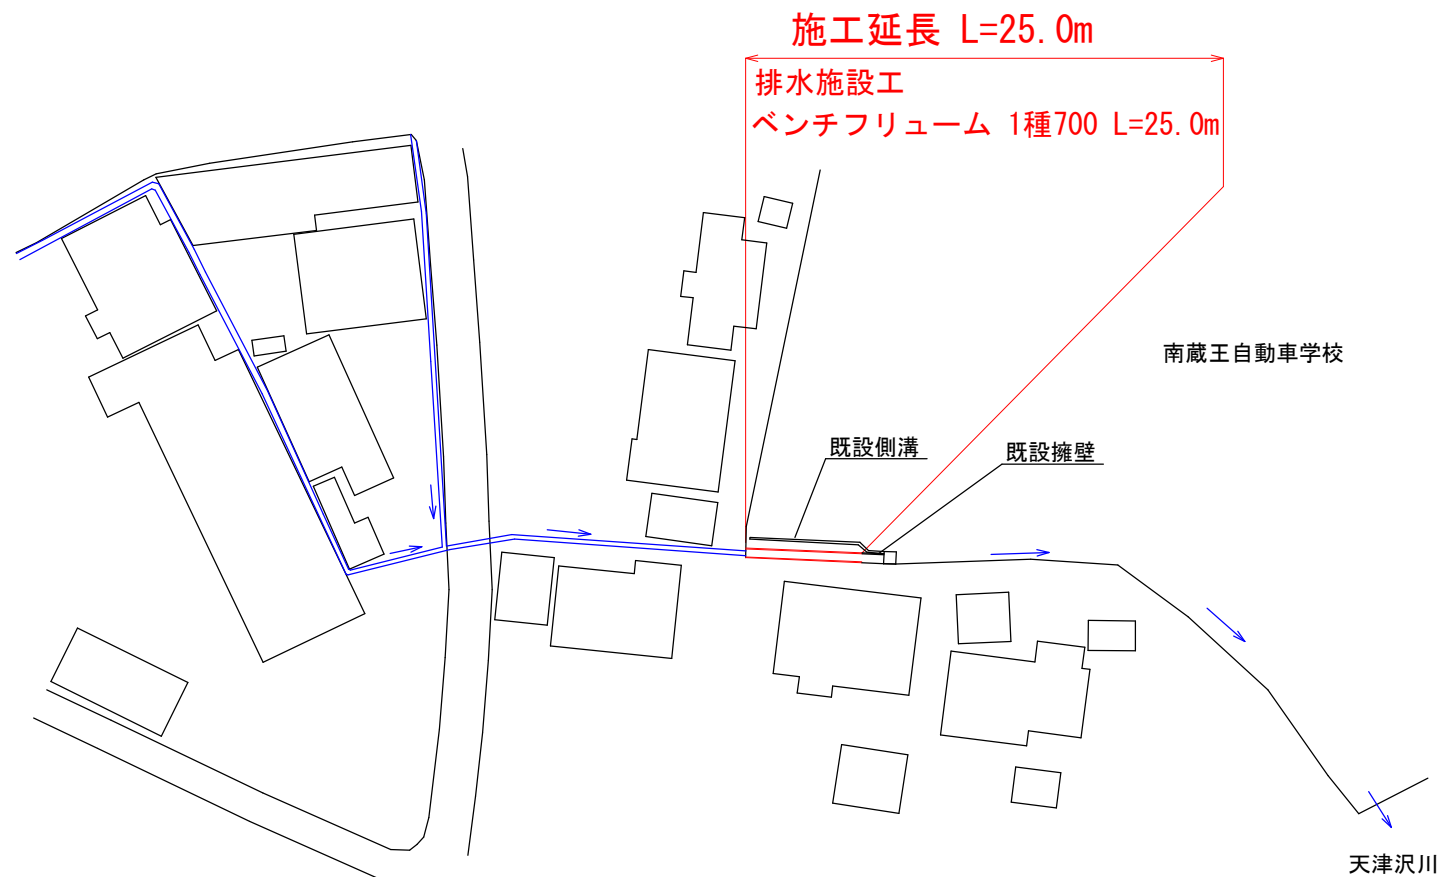 施工延長 L=25.0m
排水施設工
ベンチフリューム 1種700 L=25.0m
南蔵王自動車学校
既設側溝
既設擁壁
天津沢川